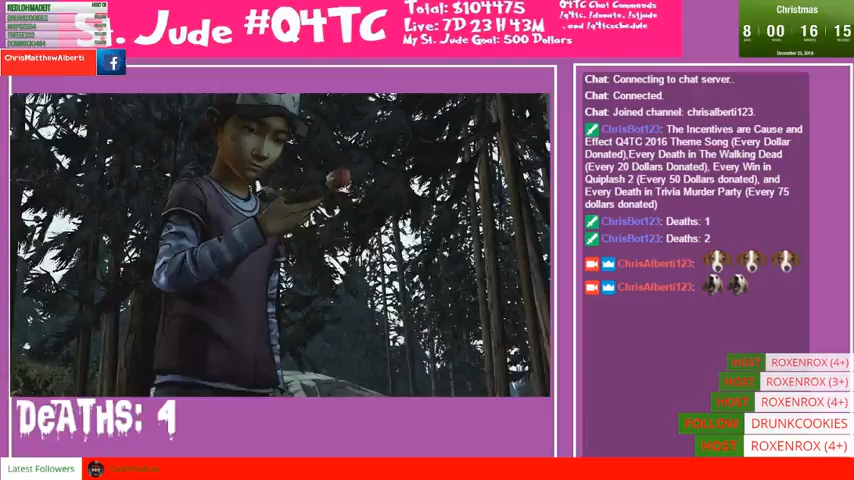 REDLOHMADEIT
St. Jude #Q4TC
Total: $104475
Live: 7D 23 H 43M
My St. Jude Goal: 500 Dollars
Q4TC Chat Commands
!q4tc, !donate, !stjude
and !q4tcschedule
Christmas
8 00 16 15
December 25, 2016
ChrisMatthewAlberti
Chat: Connecting to chat server..
Chat: Connected.
Chat: Joined channel: chrisalberti123.
ChrisBot123: The Incentives are Cause and
Effect Q4TC 2016 Theme Song (Every Dollar
Donated),Every Death in The Walking Dead
(Every 20 Dollars Donated), Every Win in
Quiplash 2 (Every 50 Dollars donated), and
Every Death in Trivia Murder Party (Every 75
dollars donated)
ChrisBot123: Deaths: 1
ChrisBot123: Deaths: 2
ChrisAlberti123:
ChrisAlberti123:
HOST ROXENROX (4+)
HOST ROXENROX (3+)
HOST ROXENROX (4+)
FOLLOW DRUNKCOOKIES
HOST ROXENROX (4+)
DEATHS: 4
Latest Followers